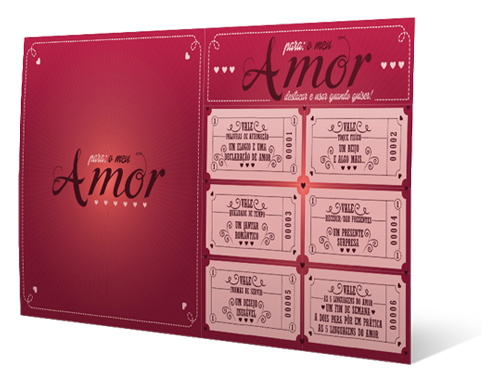 para: o meu
Amor
para: o meu
Amor
destacar e usar quando quiser!
VALE
PALAVRAS DE AFIRMAÇÃO
UM ELOGIO E UMA
DECLARAÇÃO DE AMOR
00001
VALE
TOQUE FÍSICO
UM BEIJO
E ALGO MAIS...
00002
VALE
QUALIDADE DE TEMPO
UM JANTAR
ROMÂNTICO
00003
VALE
RECEBER/DAR PRESENTES
UM PRESENTE
SURPRESA
00004
VALE
FORMAS DE SERVIR
UM DESEJO
00005
VALE
AS 5 LINGUAGENS DO AMOR
UM FIM DE SEMANA
A DOIS PARA PÔR EM PRÁTICA
AS 5 LINGUAGENS DO AMOR
00006